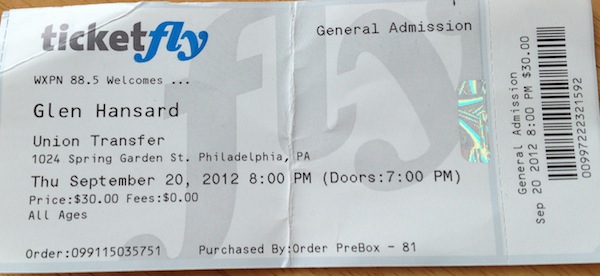 ticketfly
General Admission
WXPN 88.5 Welcomes ...
Glen Hansard
Union Transfer
1024 Spring Garden St. Philadelphia, PA
Thu September 20, 2012 8:00 PM (Doors:7:00 PM)
Price:$30.00 Fees:$0.00
All Ages
Order:099115035751 Purchased By:Order PreBox - 81
General Admission
Sep 20 2012 8:00 PM $30.00
00997222321592
fly